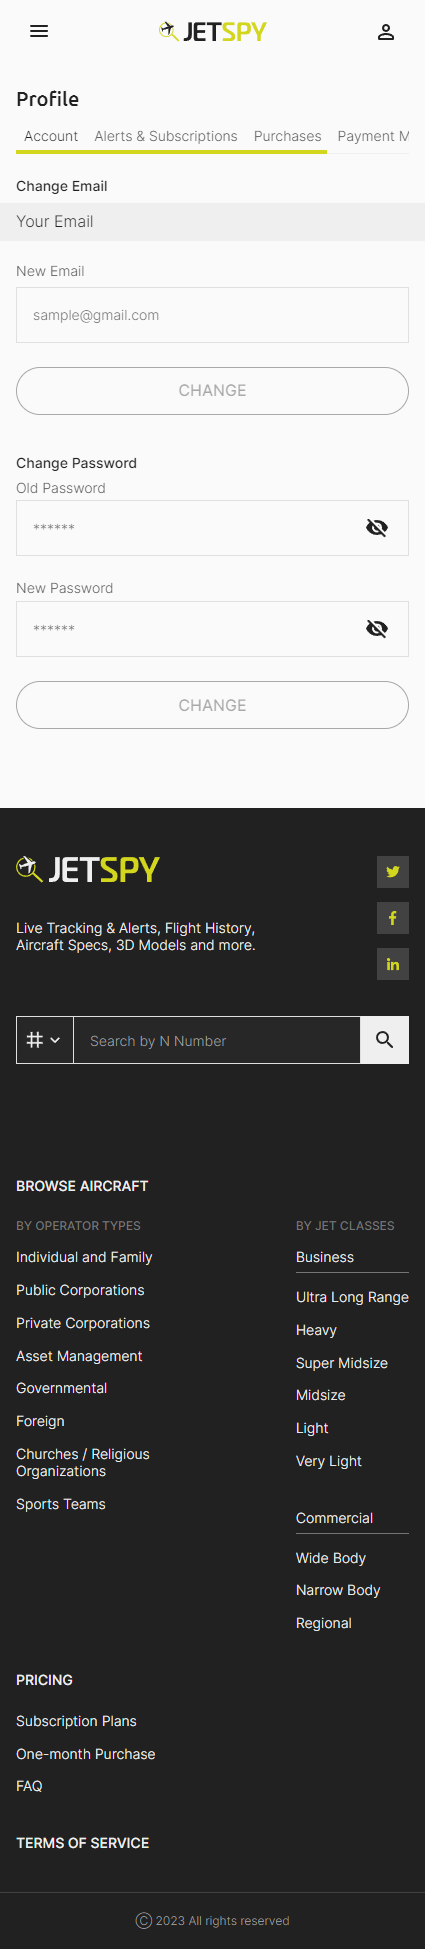 JETSPY
Profile
Account Alerts & Subscriptions Purchases Payment M
Change Email
Your Email
New Email
sample@gmail.com
CHANGE
Change Password
Old Password
******
New Password
******
CHANGE
JETSPY
Live Tracking & Alerts, Flight History,
Aircraft Specs, 3D Models and more.
# Search by N Number
BROWSE AIRCRAFT
BY OPERATOR TYPES
Individual and Family
Public Corporations
Private Corporations
Asset Management
Governmental
Foreign
Churches / Religious
Organizations
Sports Teams
BY JET CLASSES
Business
Ultra Long Range
Heavy
Super Midsize
Midsize
Light
Very Light
Commercial
Wide Body
Narrow Body
Regional
PRICING
Subscription Plans
One-month Purchase
FAQ
TERMS OF SERVICE
© 2023 All rights reserved